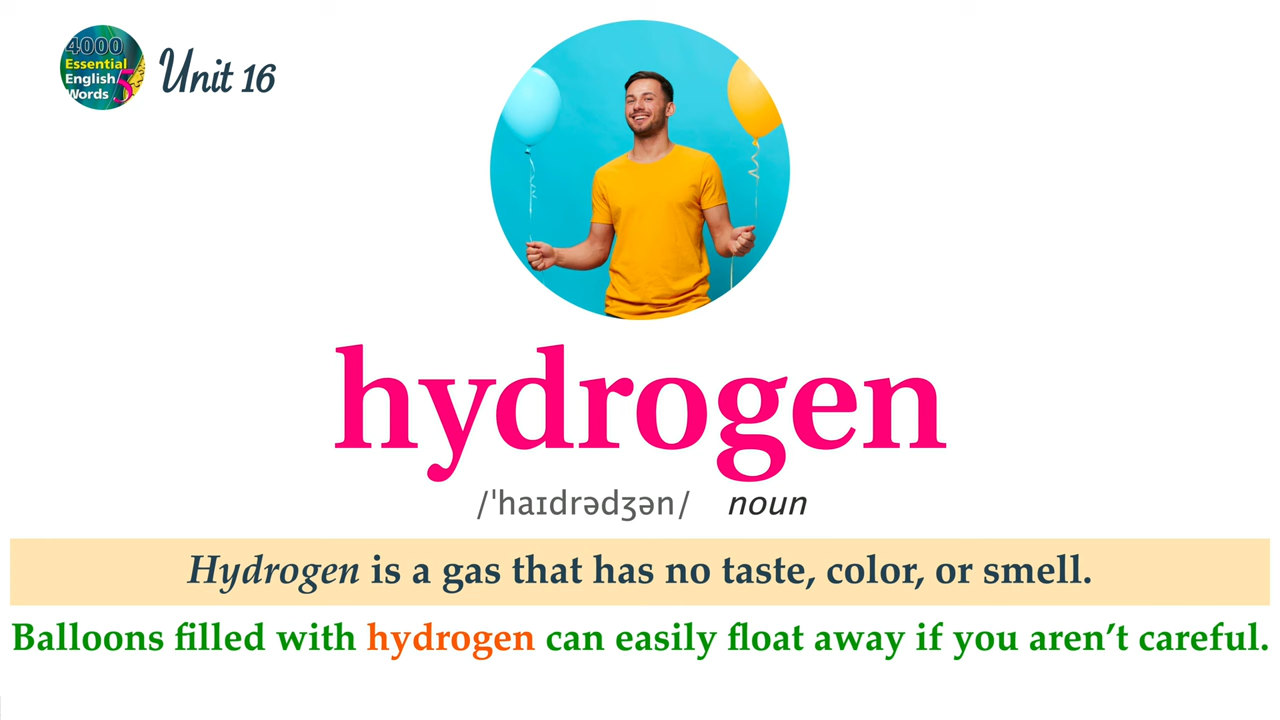 4000
Essential
English
Words 5
Unit 16
hydrogen
/ˈhaɪdrədʒən/ noun
Hydrogen is a gas that has no taste, color, or smell.
Balloons filled with hydrogen can easily float away if you aren’t careful.